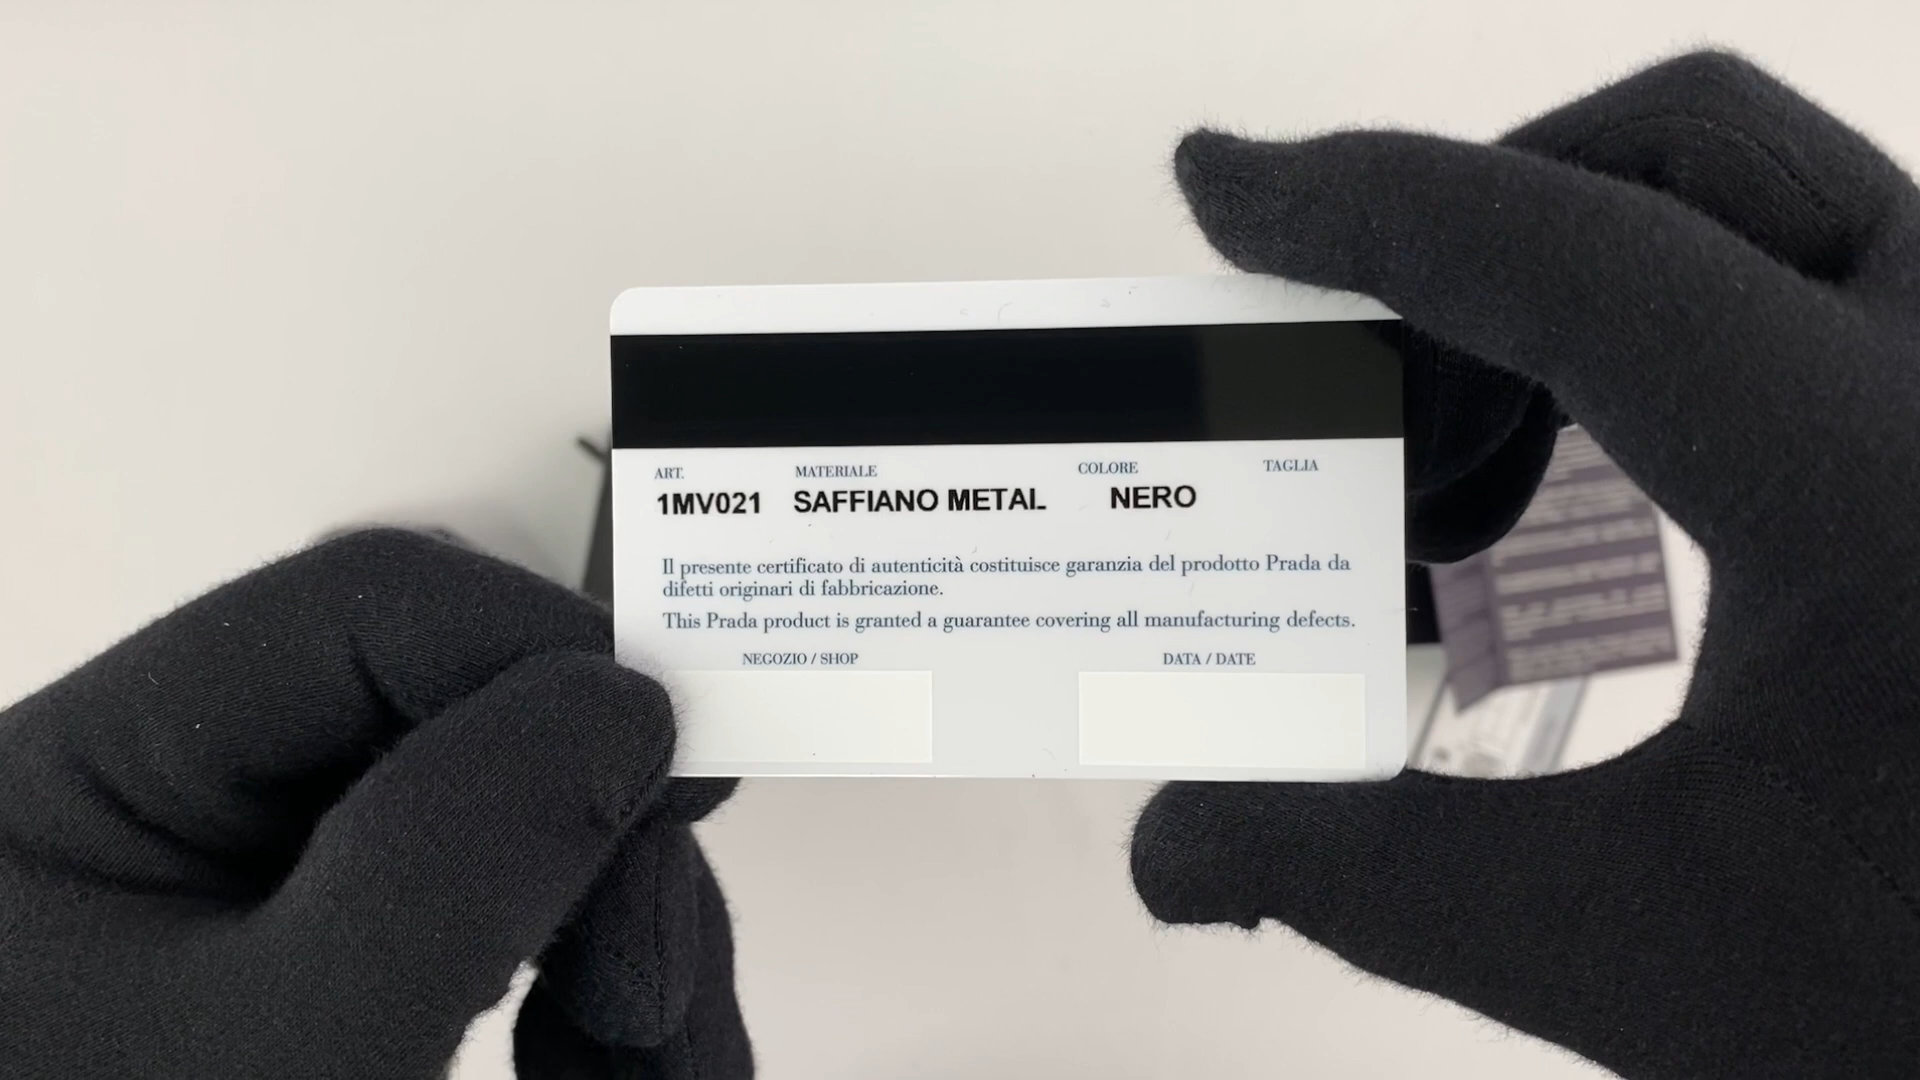 ART. MATERIALE COLORE TAGLIA
1MV021 SAFFIANO METAL NERO
Il presente certificato di autenticità costituisce garanzia del prodotto Prada da
difetti originari di fabbricazione.
This Prada product is granted a guarantee covering all manufacturing defects.
NEGOZIO / SHOP DATA / DATE